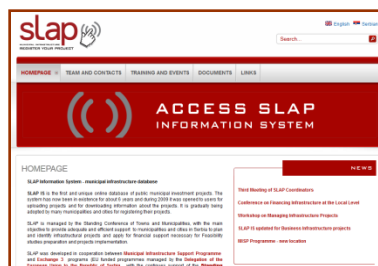 slap
REGISTER YOUR PROJECT
English Serbian
Search...
HOMEPAGE TEAM AND CONTACTS TRAINING AND EVENTS DOCUMENTS LINKS
ACCESS SLAP
INFORMATION SYSTEM
HOMEPAGE
SLAP Information System - municipal infrastructure database
SLAP IS is the first and unique online database of public municipal investment projects. The
system has now been in existence for about 6 years and during 2009 it was opened to users for
uploading projects and for downloading information about the projects. It is gradually being
adopted by many municipalities and cities for registering their projects.
SLAP is managed by the Standing Conference of Towns and Municipalities, with the main
objective to provide adequate and efficient support to municipalities and cities in Serbia to plan
and identify infrastructural projects and apply for financial support necessary for Feasibility
studies preparation and projects implementation.
SLAP was developed in cooperation between Municipal Infrastructure Support Programme
and Exchange 3 programs (EU funded programmes managed by the Delegation of the
NEWS
Third Meeting of SLAP Coordinators
Conference on Financing Infrastructure at the Local Level
Workshop on Managing Infrastructure Projects
SLAP IS updated for Business infrastructure projects
MISP Programme - new location